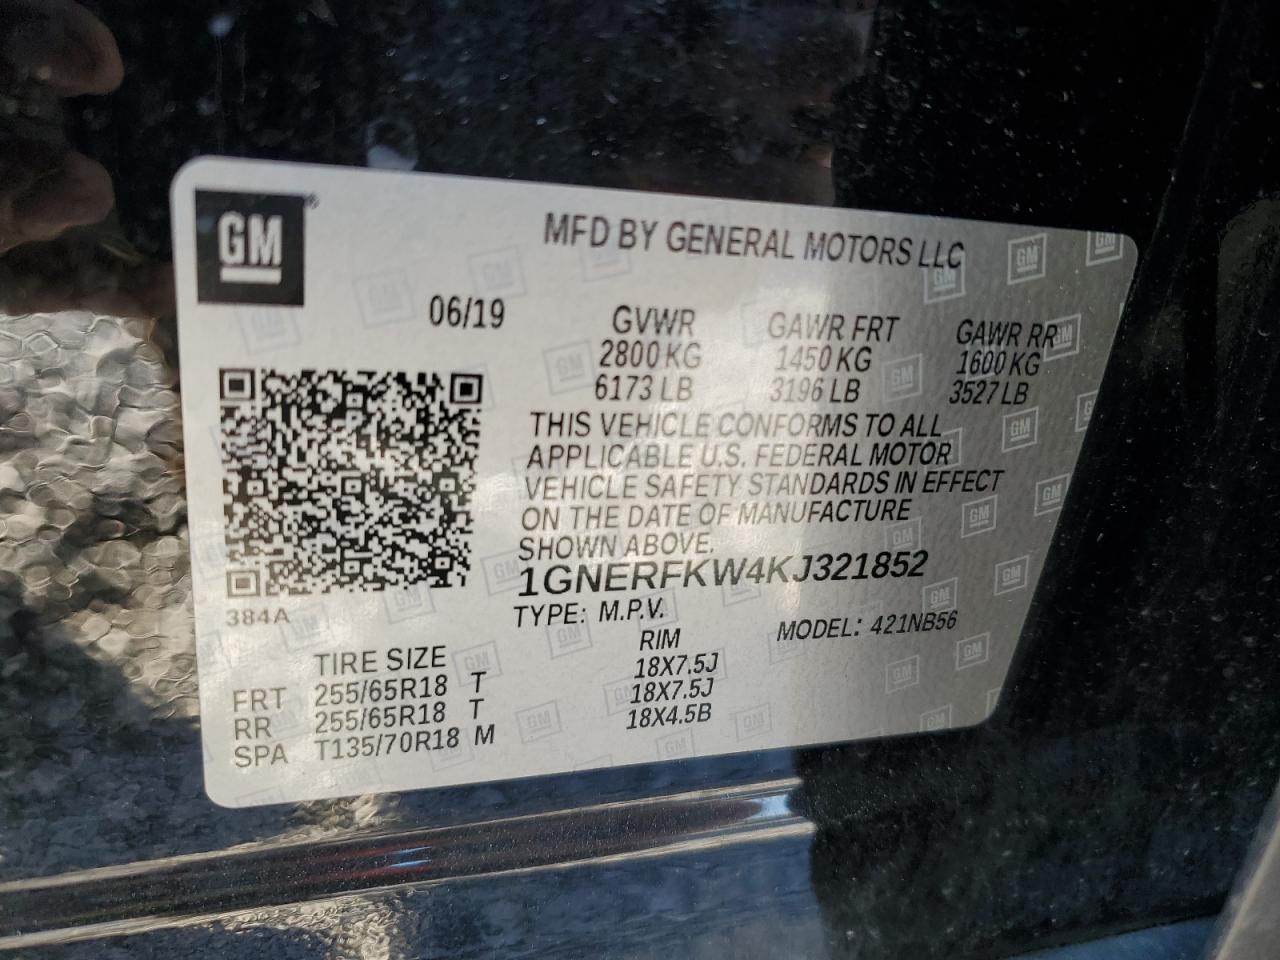 GM®
MFD BY GENERAL MOTORS LLC
06/19
GVWR GAWR FRT GAWR RR
2800 KG 1450 KG 1600 KG
6173 LB 3196 LB 3527 LB
THIS VEHICLE CONFORMS TO ALL
APPLICABLE U.S. FEDERAL MOTOR
VEHICLE SAFETY STANDARDS IN EFFECT
ON THE DATE OF MANUFACTURE
SHOWN ABOVE.
1GNERFKW4KJ321852
384A
TYPE: M.P.V. MODEL: 421NB56
TIRE SIZE RIM
FRT 255/65R18 T 18X7.5J
RR 255/65R18 T 18X7.5J
SPA T135/70R18 M 18X4.5B